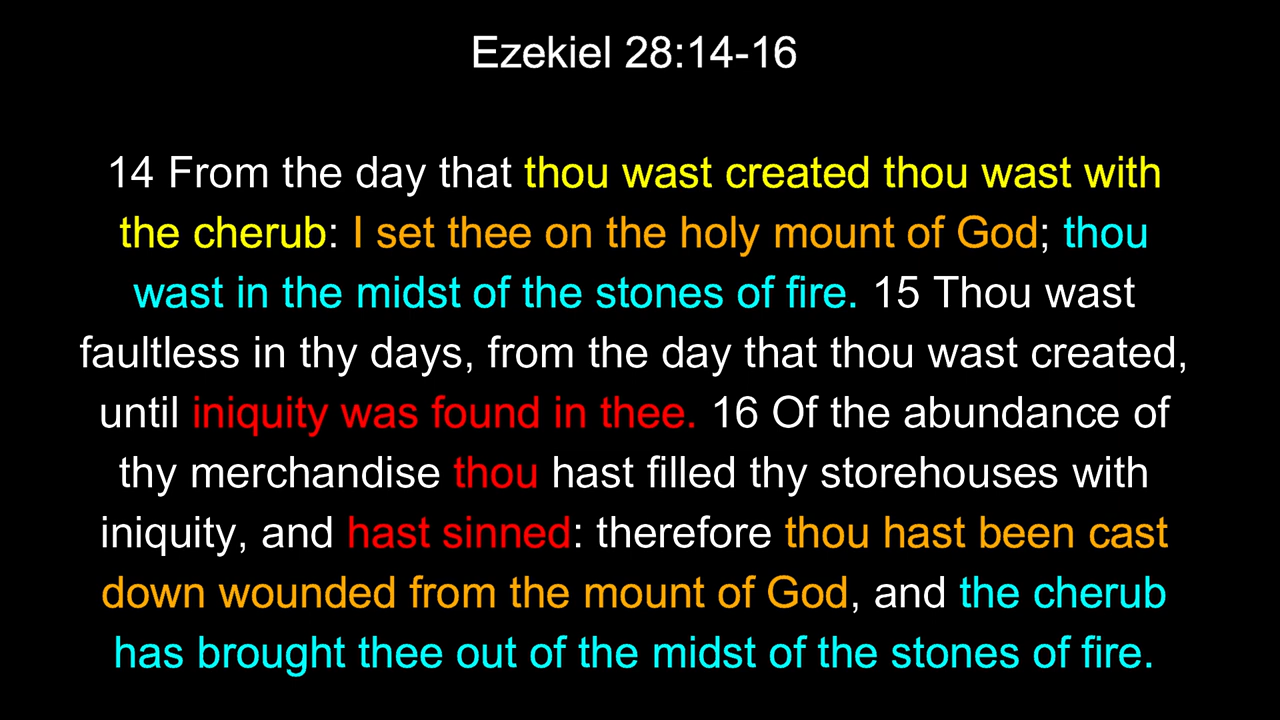 Ezekiel 28:14-16
14 From the day that thou wast created thou wast with
the cherub: I set thee on the holy mount of God; thou
wast in the midst of the stones of fire. 15 Thou wast
faultless in thy days, from the day that thou wast created,
until iniquity was found in thee. 16 Of the abundance of
thy merchandise thou hast filled thy storehouses with
iniquity, and hast sinned: therefore thou hast been cast
down wounded from the mount of God, and the cherub
has brought thee out of the midst of the stones of fire.